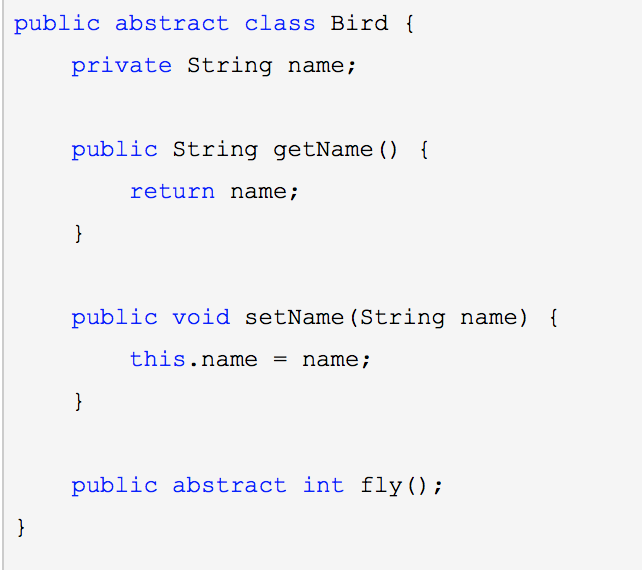 public abstract class Bird {
    private String name;

    public String getName() {
        return name;
    }

    public void setName(String name) {
        this.name = name;
    }

    public abstract int fly();
}